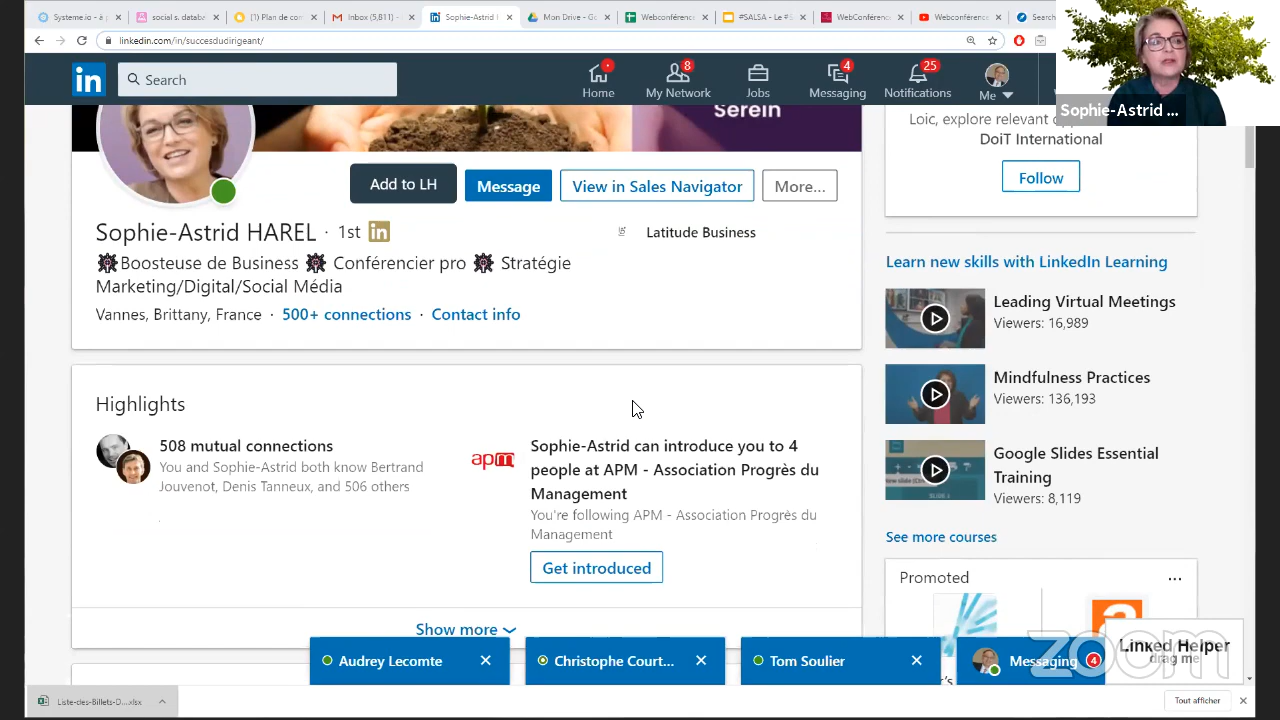 Systeme.io - à p
social s. databa
(1) Plan de con
Inbox (5,811) - m
Sophie-Astrid H
Mon Drive - Go
Webconférenc
#SALSA - Le #B
WebConférenc
Webconférenc
Search
linkedin.com/in/succesdudirigeant/
in
Search
Home
8
My Network
Jobs
4
Messaging
25
Notifications
Me
Sophie-Astrid ...
Serein
Loic, explore relevant
DoiT International
Follow
Add to LH
Message
View in Sales Navigator
More...
Sophie-Astrid HAREL · 1st in
Latitude Business
Boosteuse de Business Conférencier pro Stratégie
Marketing/Digital/Social Média
Vannes, Brittany, France · 500+ connections · Contact info
Learn new skills with LinkedIn Learning
Leading Virtual Meetings
Viewers: 16,989
Mindfulness Practices
Viewers: 136,193
Google Slides Essential
Training
Viewers: 8,119
See more courses
Highlights
508 mutual connections
You and Sophie-Astrid both know Bertrand
Jouvenot, Denis Tanneux, and 506 others
apm
Sophie-Astrid can introduce you to 4
people at APM - Association Progrès du
Management
You're following APM - Association Progrès du
Management
Get introduced
Show more
Promoted
...
Audrey Lecomte
Christophe Court...
Tom Soulier
Messaging 4
zoom
Linked Helper
drag me
Liste-des-Billets-D....xlsx
Tout afficher